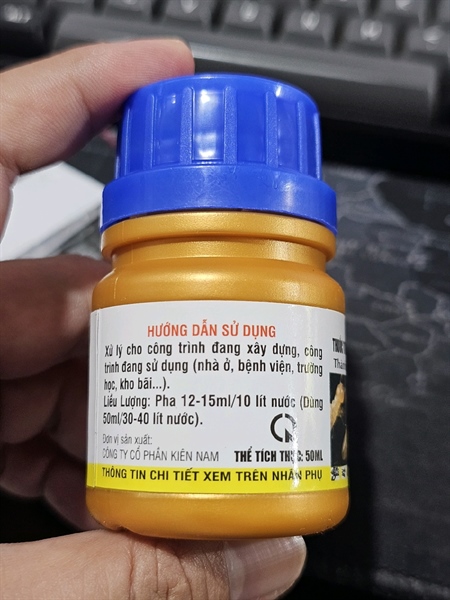 HƯỚNG DẪN SỬ DỤNG
Xử lý cho công trình đang xây dựng, công
trình đang sử dụng (nhà ở, bệnh viện, trường
học, kho bãi...).
Liều Lượng: Pha 12-15ml/10 lít nước (Dùng
50ml/30-40 lít nước).
Đơn vị sản xuất:
CÔNG TY CỔ PHẦN KIÊN NAM
THỂ TÍCH THỰC: 50ML
THÔNG TIN CHI TIẾT XEM TRÊN NHÃN PHỤ